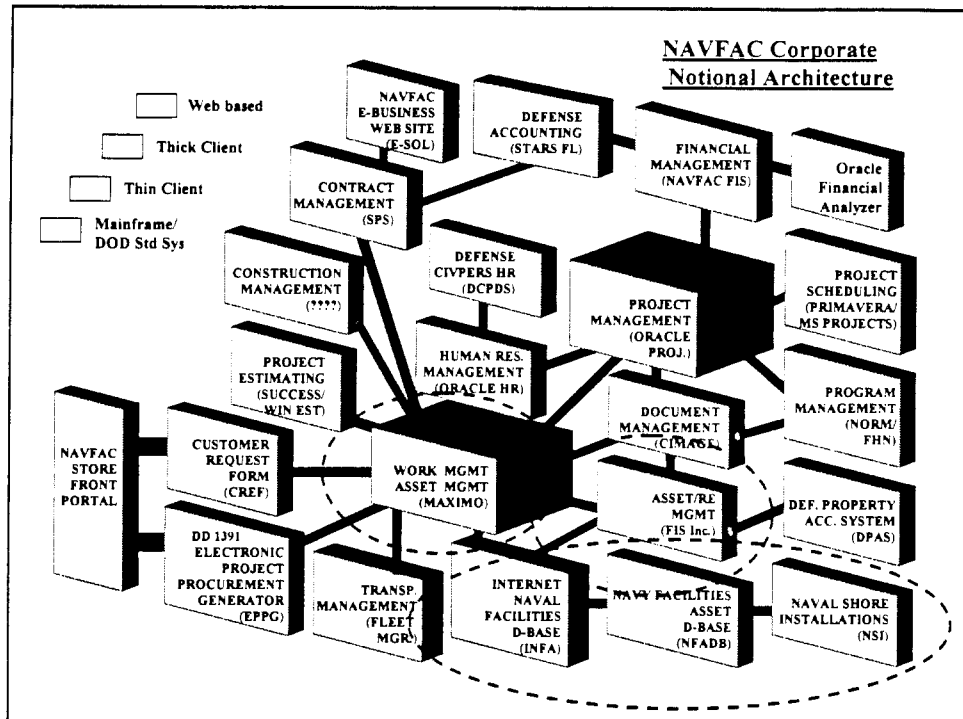 NAVFAC Corporate
Notional Architecture
Web based
Thick Client
Thin Client
Mainframe/
DOD Std Sys
NAVFAC
E-BUSINESS
WEB SITE
(E-SOL)
DEFENSE
ACCOUNTING
(STARS FL)
FINANCIAL
MANAGEMENT
(NAVFAC FIS)
Oracle
Financial
Analyzer
CONTRACT
MANAGEMENT
(SPS)
CONSTRUCTION
MANAGEMENT
(????)
DEFENSE
CIVPERS HR
(DCPDS)
PROJECT
MANAGEMENT
(ORACLE
PROJ.)
PROJECT
SCHEDULING
(PRIMAVERA/
MS PROJECTS)
PROJECT
ESTIMATING
(SUCCESS/
WIN EST)
HUMAN RES.
MANAGEMENT
(ORACLE HR)
DOCUMENT
MANAGEMENT
(CIMAGE)
PROGRAM
MANAGEMENT
(NORM/
FHN)
NAVFAC
STORE
FRONT
PORTAL
CUSTOMER
REQUEST
FORM
(CREF)
WORK MGMT
ASSET MGMT
(MAXIMO)
ASSET/RE
MGMT
(FIS Inc.)
DEF. PROPERTY
ACC. SYSTEM
(DPAS)
DD 1391
ELECTRONIC
PROJECT
PROCUREMENT
GENERATOR
(EPPG)
TRANSP.
MANAGEMENT
(FLEET
MGR.)
INTERNET
NAVAL
FACILITIES
D-BASE
(INFA)
NAVY FACILITIES
ASSET
D-BASE
(NFADB)
NAVAL SHORE
INSTALLATIONS
(NSI)